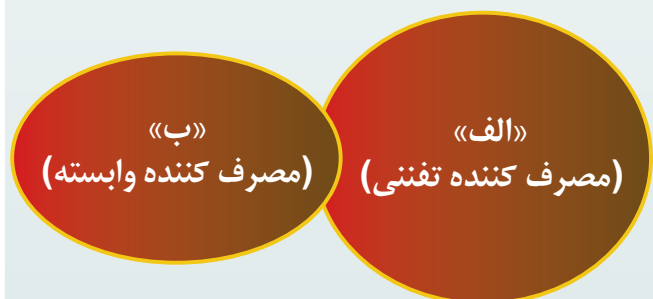 «الف»
(مصرف کننده تفننی)
«ب»
(مصرف کننده وابسته)